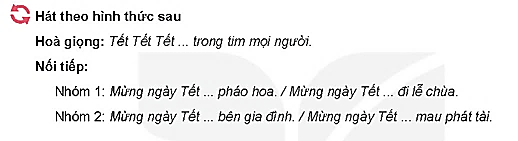 Hát theo hình thức sau
Hoà giọng: Tết Tết Tết ... trong tim mọi người.
Nối tiếp:
Nhóm 1: Mừng ngày Tết ... pháo hoa. / Mừng ngày Tết ... đi lễ chùa.
Nhóm 2: Mừng ngày Tết ... bên gia đình. / Mừng ngày Tết ... mau phát tài.